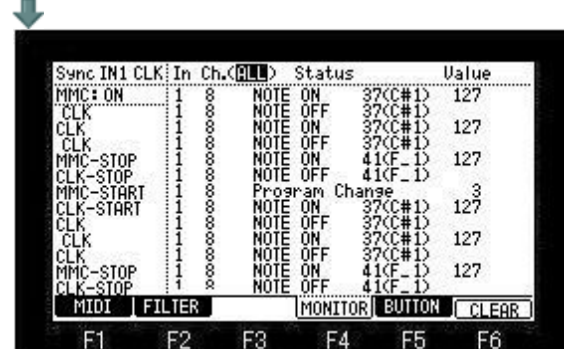 Sync IN1 CLK In Ch.(ALL) Status Value
MMC: ON 1 8 NOTE ON 37(C#1) 127
CLK 1 8 NOTE OFF 37(C#1)
CLK 1 8 NOTE ON 37(C#1) 127
CLK 1 8 NOTE OFF 37(C#1)
MMC-STOP 1 8 NOTE ON 41(F_1) 127
CLK-STOP 1 8 NOTE OFF 41(F_1)
MMC-START 1 8 Program Change 3
CLK-START 1 8 NOTE ON 37(C#1) 127
CLK 1 8 NOTE OFF 37(C#1)
CLK 1 8 NOTE ON 37(C#1) 127
CLK 1 8 NOTE OFF 37(C#1)
MMC-STOP 1 8 NOTE ON 41(F_1) 127
CLK-STOP 1 8 NOTE OFF 41(F_1)
MIDI FILTER MONITOR BUTTON CLEAR
F1 F2 F3 F4 F5 F6